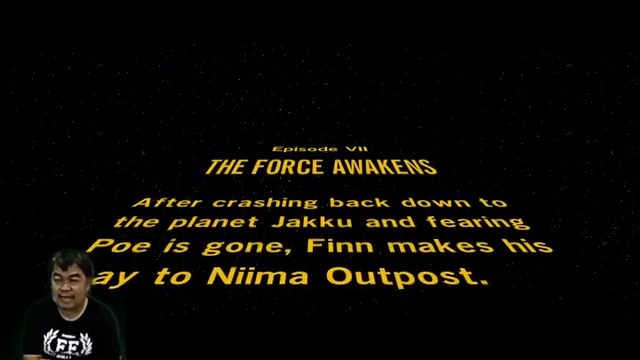 Episode VII
THE FORCE AWAKENS
After crashing back down to
the planet Jakku and fearing
Poe is gone, Finn makes his
ay to Niima Outpost.
FF